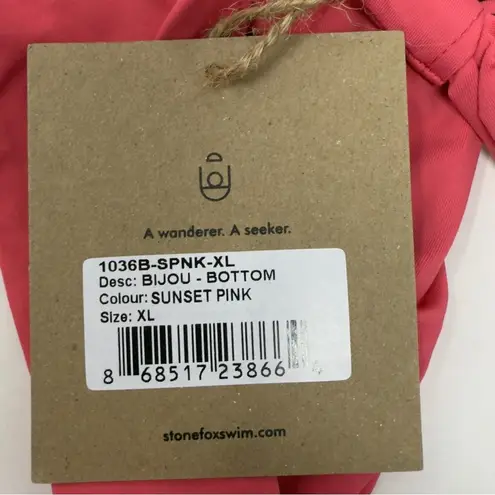 A wanderer. A seeker.
1036B-SPNK-XL
Desc: BIJOU - BOTTOM
Colour: SUNSET PINK
Size: XL
8 68517 23866
stonefoxswim.com